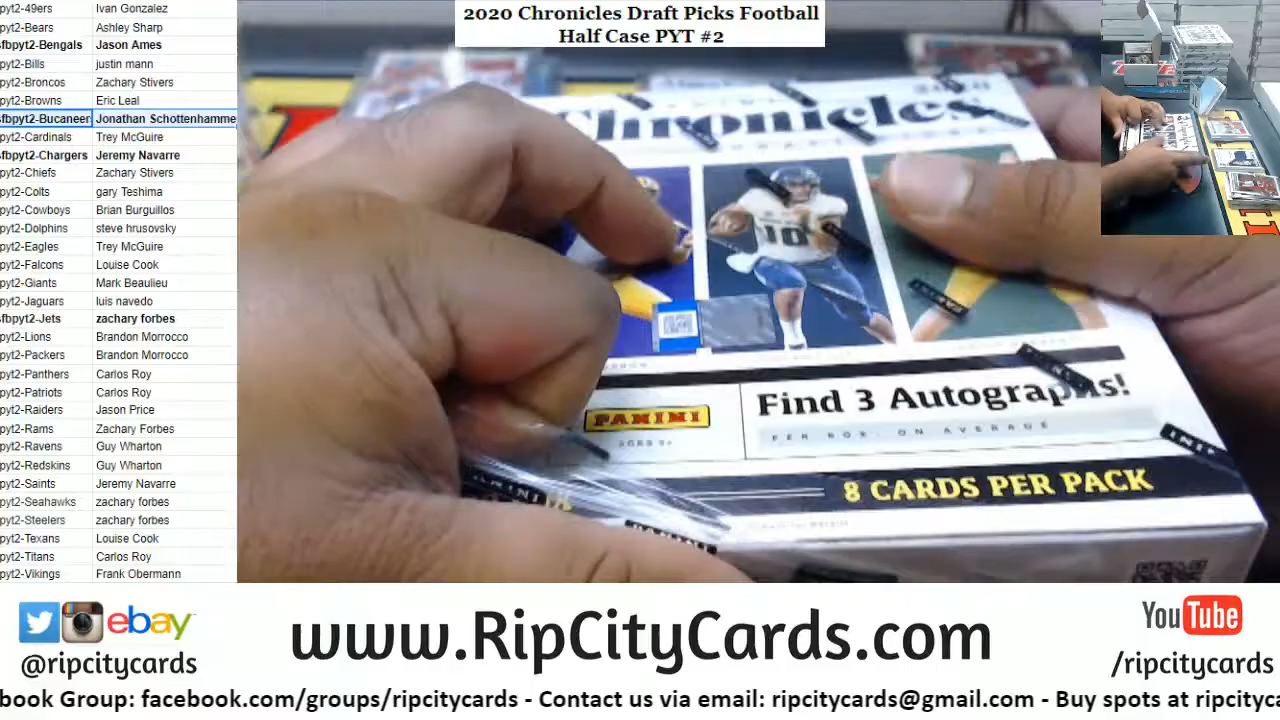 2020 Chronicles Draft Picks Football
Half Case PYT #2
pyt2-49ers Ivan Gonzalez
pyt2-Bears Ashley Sharp
sfbpyt2-Bengals Jason Ames
pyt2-Bills justin mann
pyt2-Broncos Zachary Stivers
pyt2-Browns Eric Leal
sfbpyt2-Bucaneer Jonathan Schottenhamme
pyt2-Cardinals Trey McGuire
sfbpyt2-Chargers Jeremy Navarre
pyt2-Chiefs Zachary Stivers
pyt2-Colts gary Teshima
pyt2-Cowboys Brian Burguillos
pyt2-Dolphins steve hrusovsky
pyt2-Eagles Trey McGuire
pyt2-Falcons Louise Cook
pyt2-Giants Mark Beaulieu
pyt2-Jaguars luis navedo
sfbpyt2-Jets zachary forbes
pyt2-Lions Brandon Morrocco
pyt2-Packers Brandon Morrocco
pyt2-Panthers Carlos Roy
pyt2-Patriots Carlos Roy
pyt2-Raiders Jason Price
pyt2-Rams Zachary Forbes
pyt2-Ravens Guy Wharton
pyt2-Redskins Guy Wharton
pyt2-Saints Jeremy Navarre
pyt2-Seahawks zachary forbes
pyt2-Steelers zachary forbes
pyt2-Texans Louise Cook
pyt2-Titans Carlos Roy
pyt2-Vikings Frank Obermann
Chronicles
10
PANINI
Find 3 Autographs!
PER BOX, ON AVERAGE
8 CARDS PER PACK
ebay
@ripcitycards
www.RipCityCards.com
YouTube
/ripcitycards
book Group: facebook.com/groups/ripcitycards - Contact us via email: ripcitycards@gmail.com - Buy spots at ripcityca